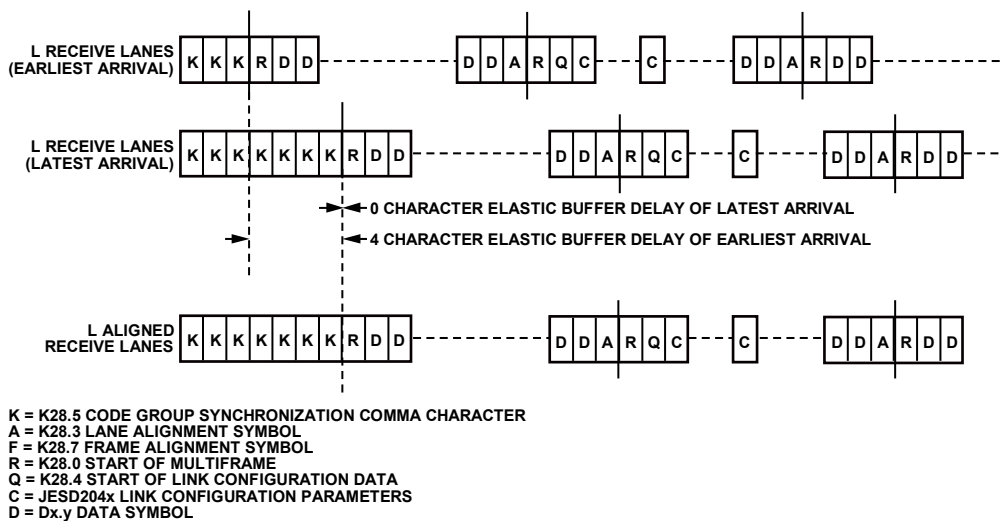 L RECEIVE LANES
(EARLIEST ARRIVAL)
K K K R D D
D D A R Q C
C
D D A R D D
L RECEIVE LANES
(LATEST ARRIVAL)
K K K K K K K R D D
D D A R Q C
C
D D A R D D
0 CHARACTER ELASTIC BUFFER DELAY OF LATEST ARRIVAL
4 CHARACTER ELASTIC BUFFER DELAY OF EARLIEST ARRIVAL
L ALIGNED
RECEIVE LANES
K K K K K K K R D D
D D A R Q C
C
D D A R D D
K = K28.5 CODE GROUP SYNCHRONIZATION COMMA CHARACTER
A = K28.3 LANE ALIGNMENT SYMBOL
F = K28.7 FRAME ALIGNMENT SYMBOL
R = K28.0 START OF MULTIFRAME
Q = K28.4 START OF LINK CONFIGURATION DATA
C = JESD204x LINK CONFIGURATION PARAMETERS
D = Dx.y DATA SYMBOL